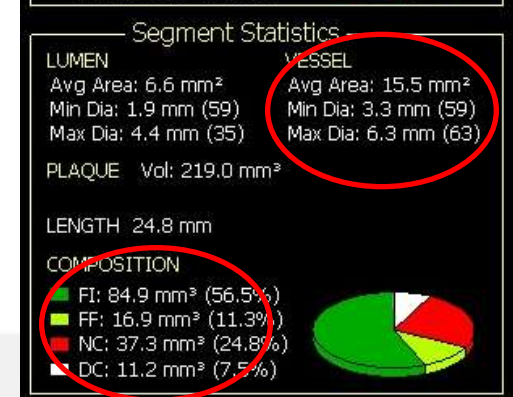 Segment Statistics
LUMEN
Avg Area: 6.6 mm²
Min Dia: 1.9 mm (59)
Max Dia: 4.4 mm (35)
VESSEL
Avg Area: 15.5 mm²
Min Dia: 3.3 mm (59)
Max Dia: 6.3 mm (63)
PLAQUE Vol: 219.0 mm³
LENGTH 24.8 mm
COMPOSITION
FI: 84.9 mm³ (56.5%)
FF: 16.9 mm³ (11.3%)
NC: 37.3 mm³ (24.8%)
DC: 11.2 mm³ (7.5%)